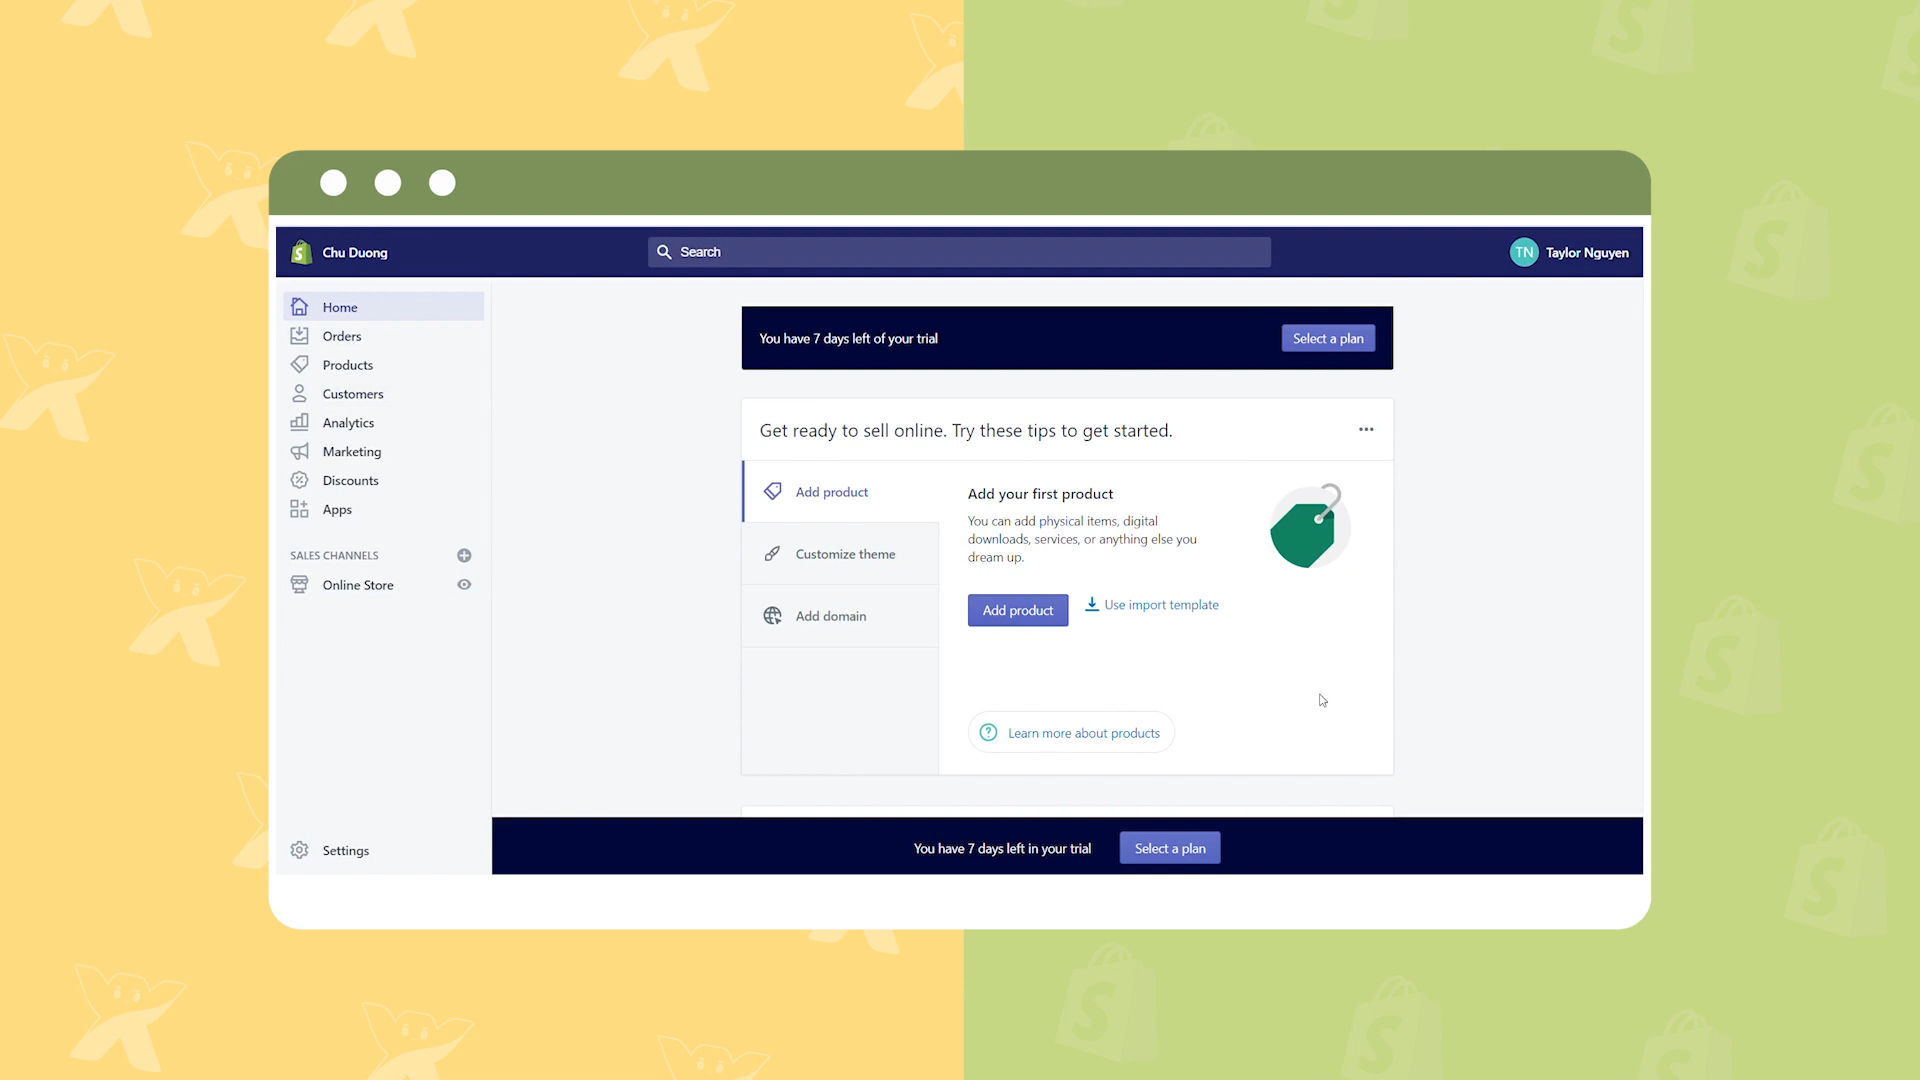 Chu Duong
Search
TN
Taylor Nguyen
Home
Orders
Products
Customers
Analytics
Marketing
Discounts
Apps
SALES CHANNELS
Online Store
Settings
You have 7 days left of your trial
Select a plan
Get ready to sell online. Try these tips to get started.
Add product
Customize theme
Add domain
Add your first product
You can add physical items, digital
downloads, services, or anything else you
dream up.
Add product
Use import template
Learn more about products
You have 7 days left in your trial
Select a plan